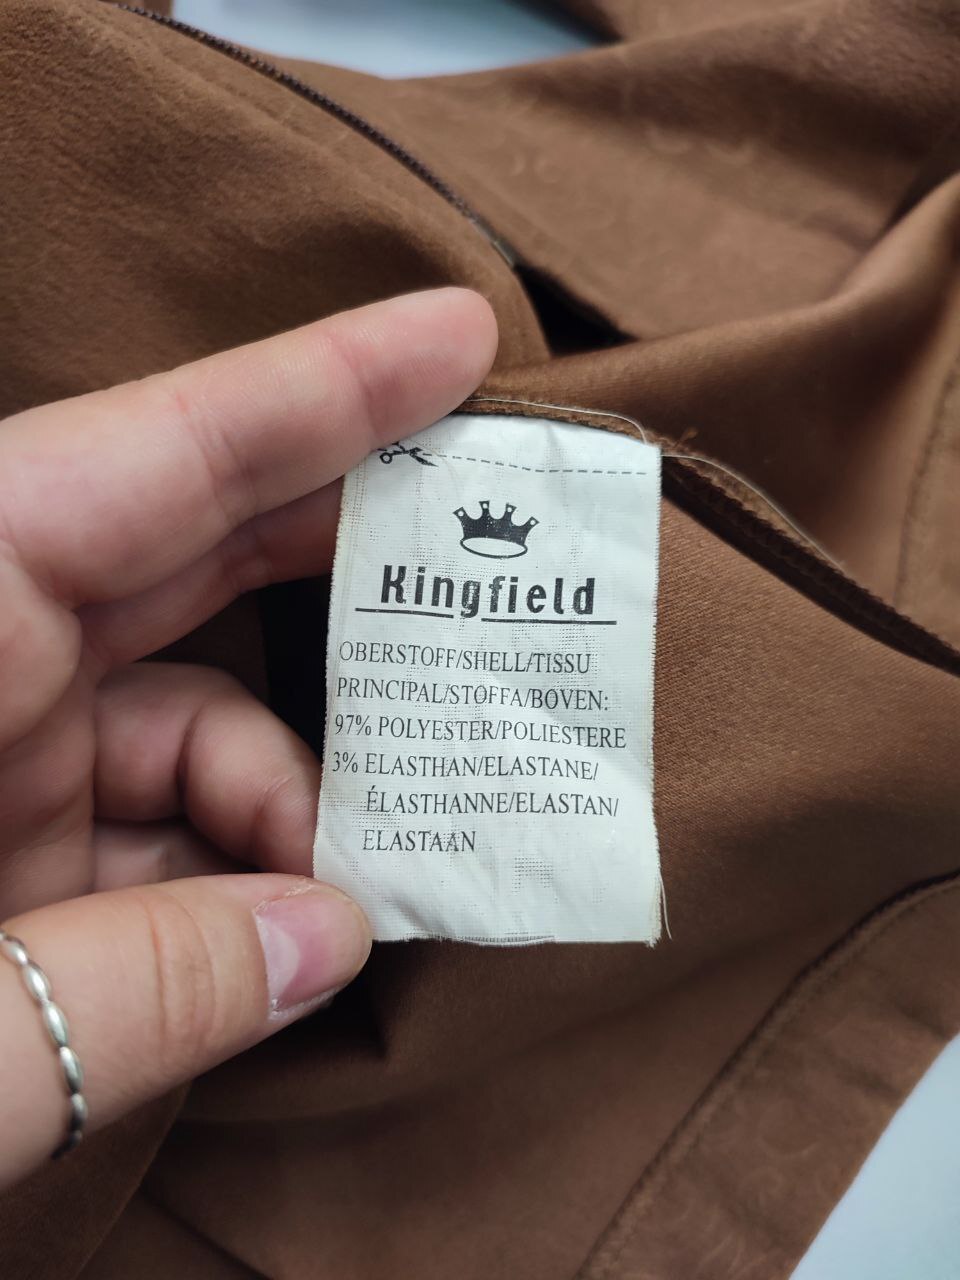 Kingfield
OBERSTOFF/SHELL/TISSU
PRINCIPAL/STOFFA/BOVEN:
97% POLYESTER/POLIESTERE
3% ELASTHAN/ELASTANE/
ÉLASTHANNE/ELASTAN/
ELASTAAN